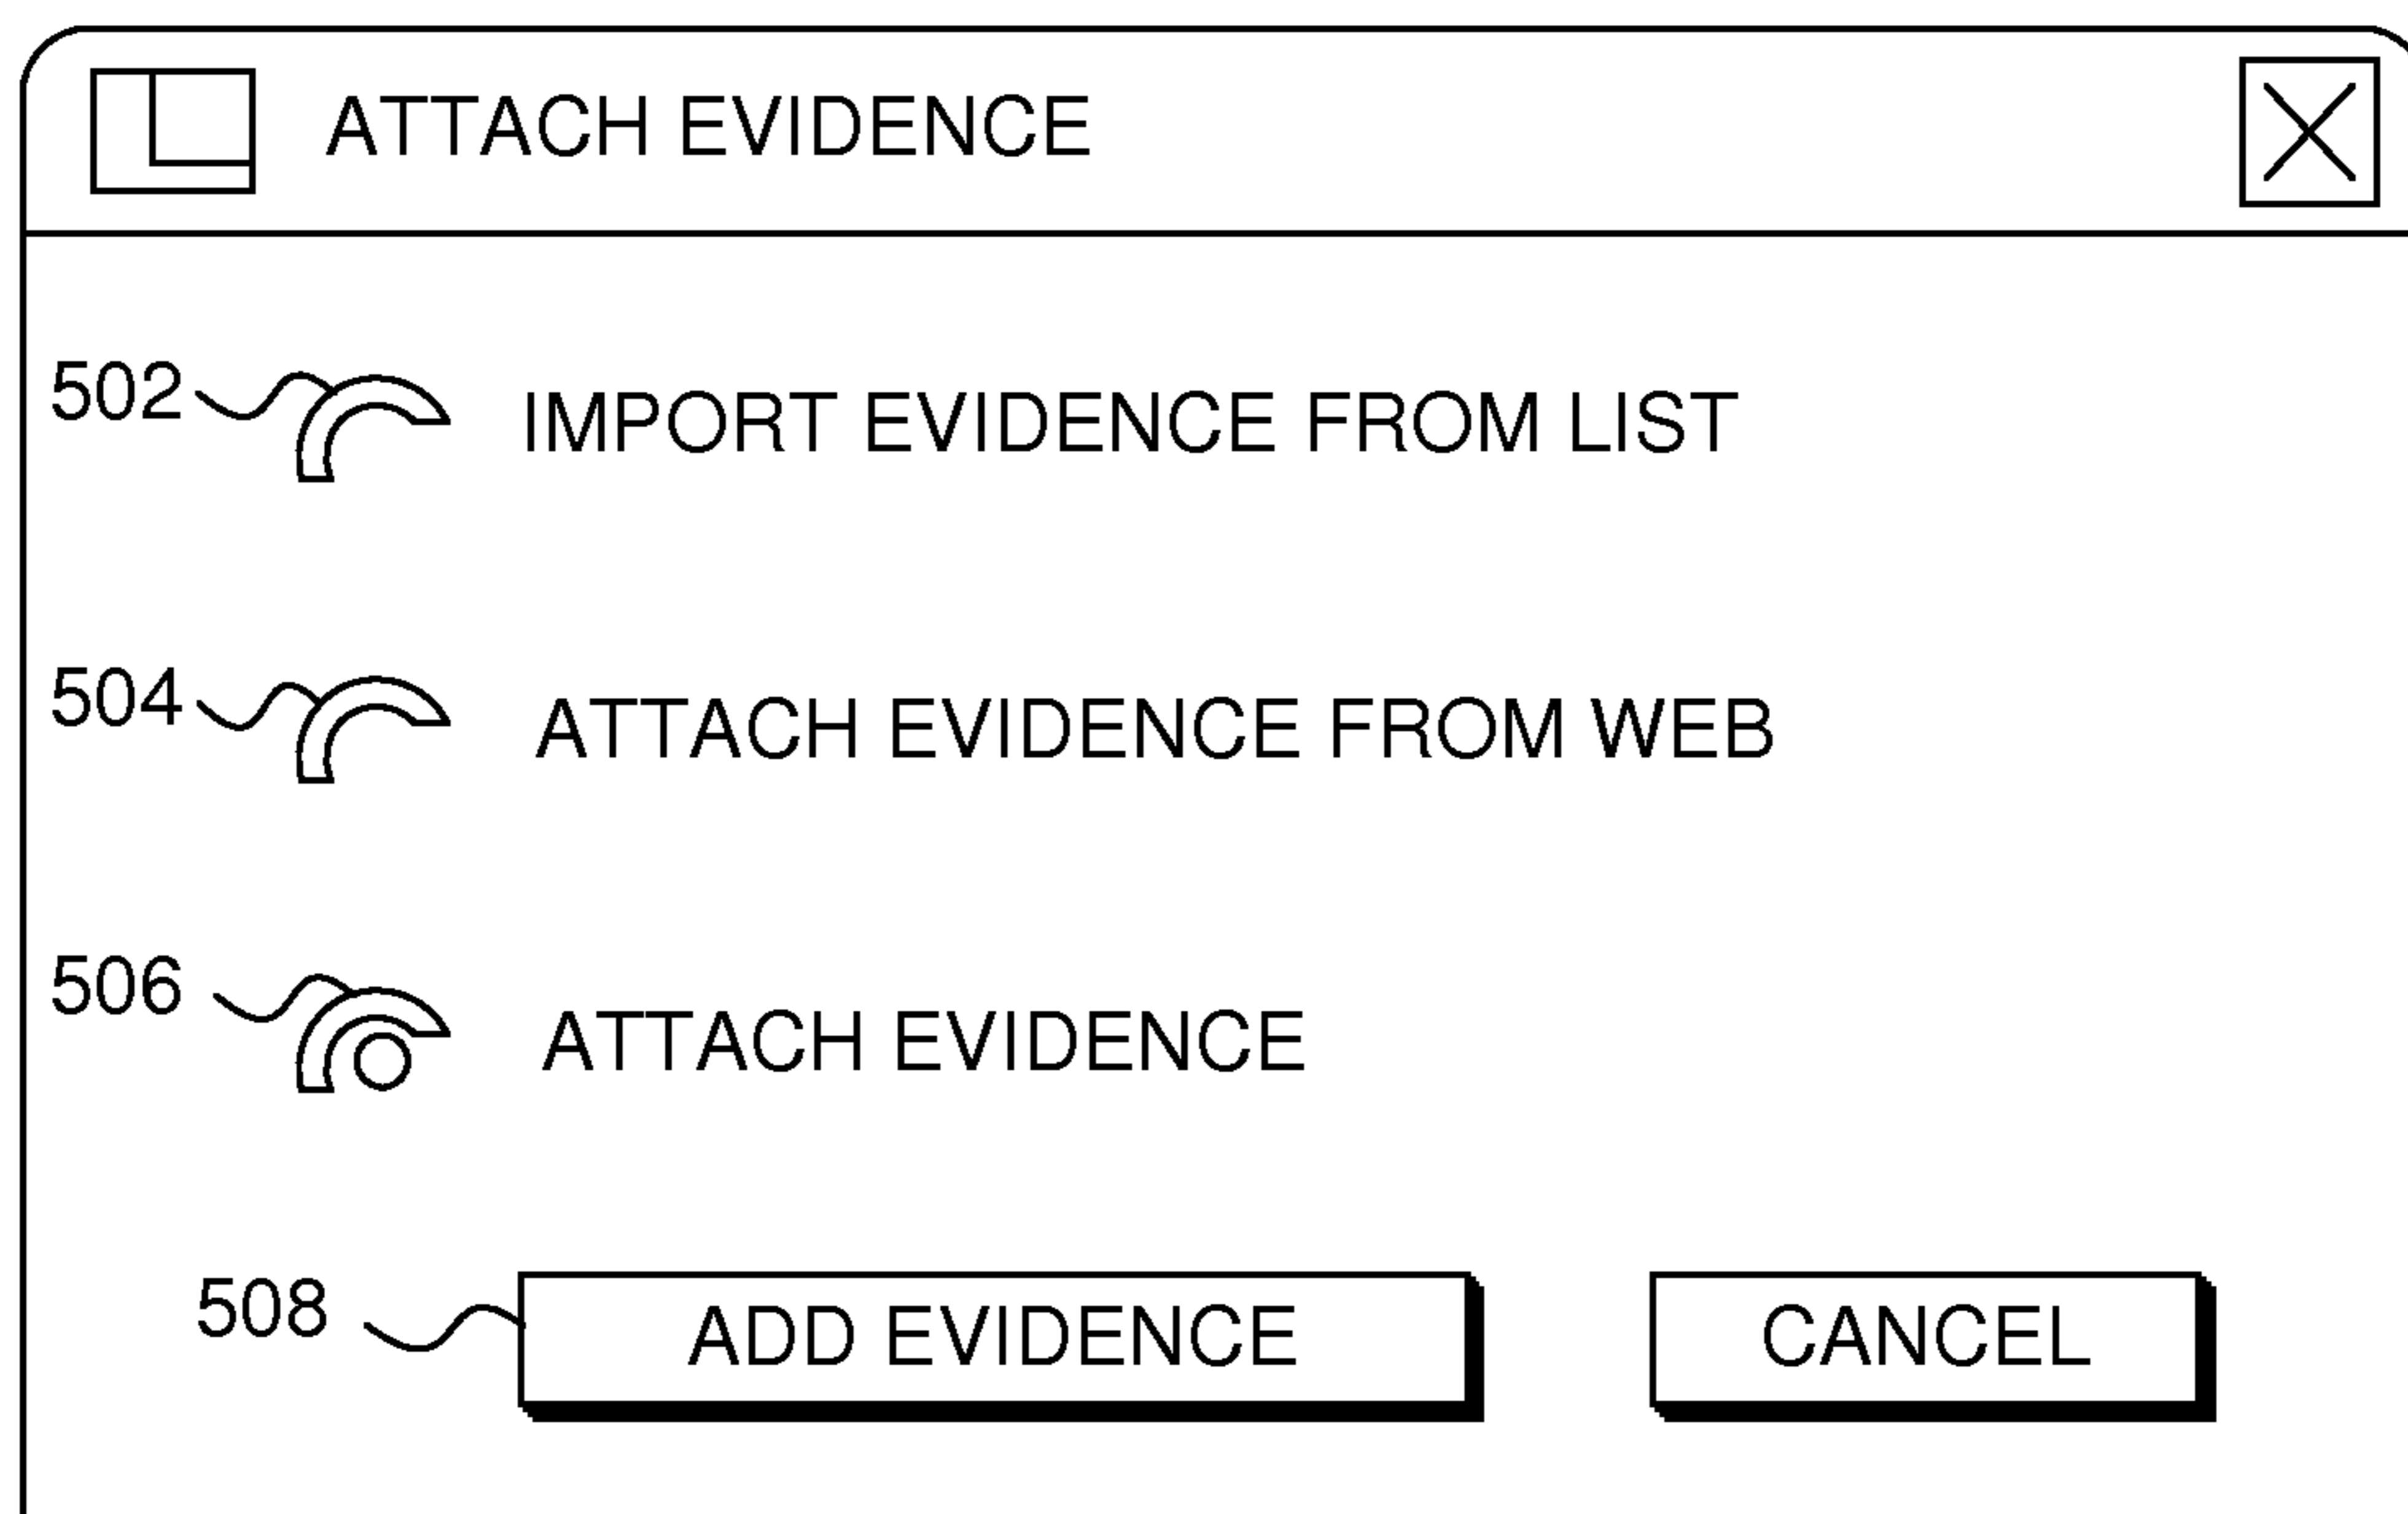 ATTACH EVIDENCE
502 IMPORT EVIDENCE FROM LIST
504 ATTACH EVIDENCE FROM WEB
506 ATTACH EVIDENCE
508 ADD EVIDENCE CANCEL